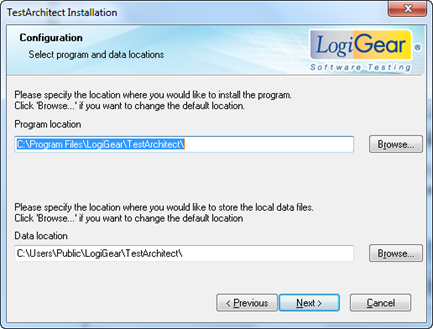 TestArchitect Installation
Configuration
Select program and data locations
LogiGear®
Software Testing
Please specify the location where you would like to install the program.
Click 'Browse...' if you want to change the default location.
Program location
C:\Program Files\LogiGear\TestArchitect\
Browse...
Please specify the location where you would like to store the local data files.
Click 'Browse...' if you want to change the default location
Data location
C:\Users\Public\LogiGear\TestArchitect\
Browse...
< Previous
Next >
Cancel